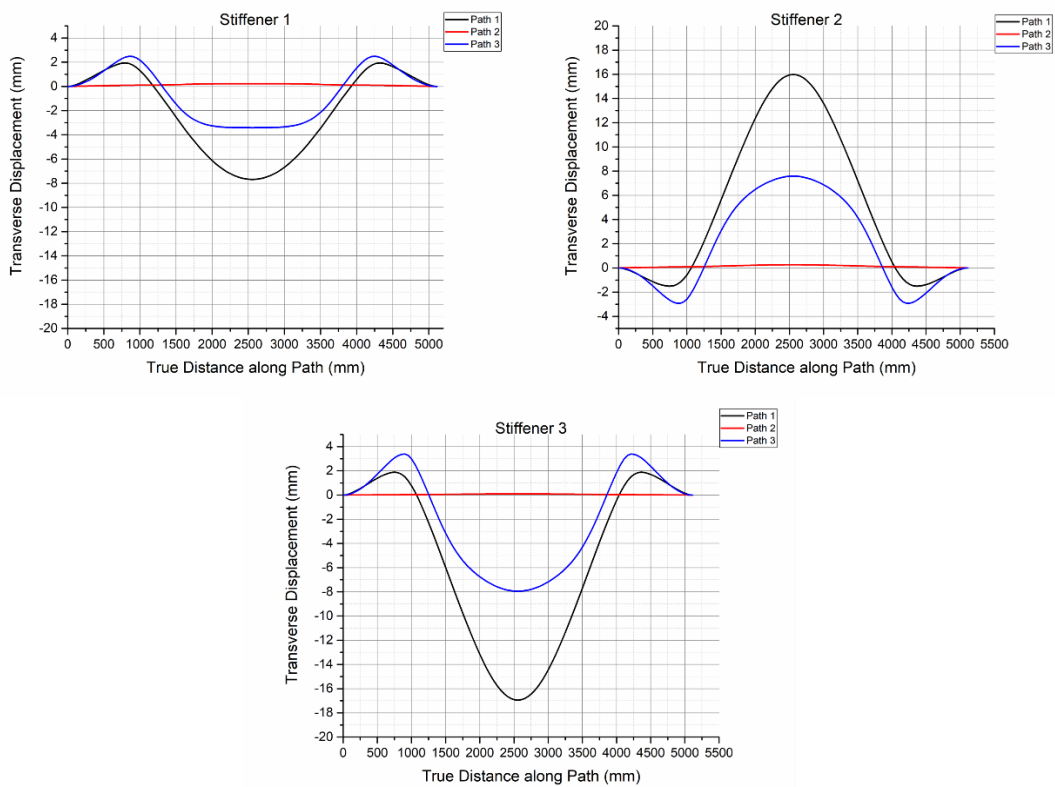 Stiffener 1
Path 1
Path 2
Path 3
4
2
0
-2
-4
-6
-8
-10
-12
-14
-16
-18
-20
Transverse Displacement (mm)
0 500 1000 1500 2000 2500 3000 3500 4000 4500 5000
True Distance along Path (mm)
Stiffener 2
Path 1
Path 2
Path 3
20
18
16
14
12
10
8
6
4
2
0
-2
-4
Transverse Displacement (mm)
0 500 1000 1500 2000 2500 3000 3500 4000 4500 5000 5500
True Distance along Path (mm)
Stiffener 3
Path 1
Path 2
Path 3
4
2
0
-2
-4
-6
-8
-10
-12
-14
-16
-18
-20
Transverse Displacement (mm)
0 500 1000 1500 2000 2500 3000 3500 4000 4500 5000 5500
True Distance along Path (mm)